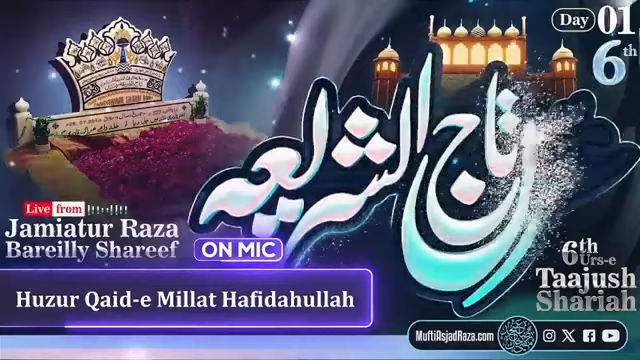 Day 01
6th
تاج الشریعہ
Live from
Jamiatur Raza
Bareilly Shareef
ON MIC
Huzur Qaid-e Millat Hafidahullah
6th
Urs-e
Taajush
Shariah
MuftiAsjadRaza.com